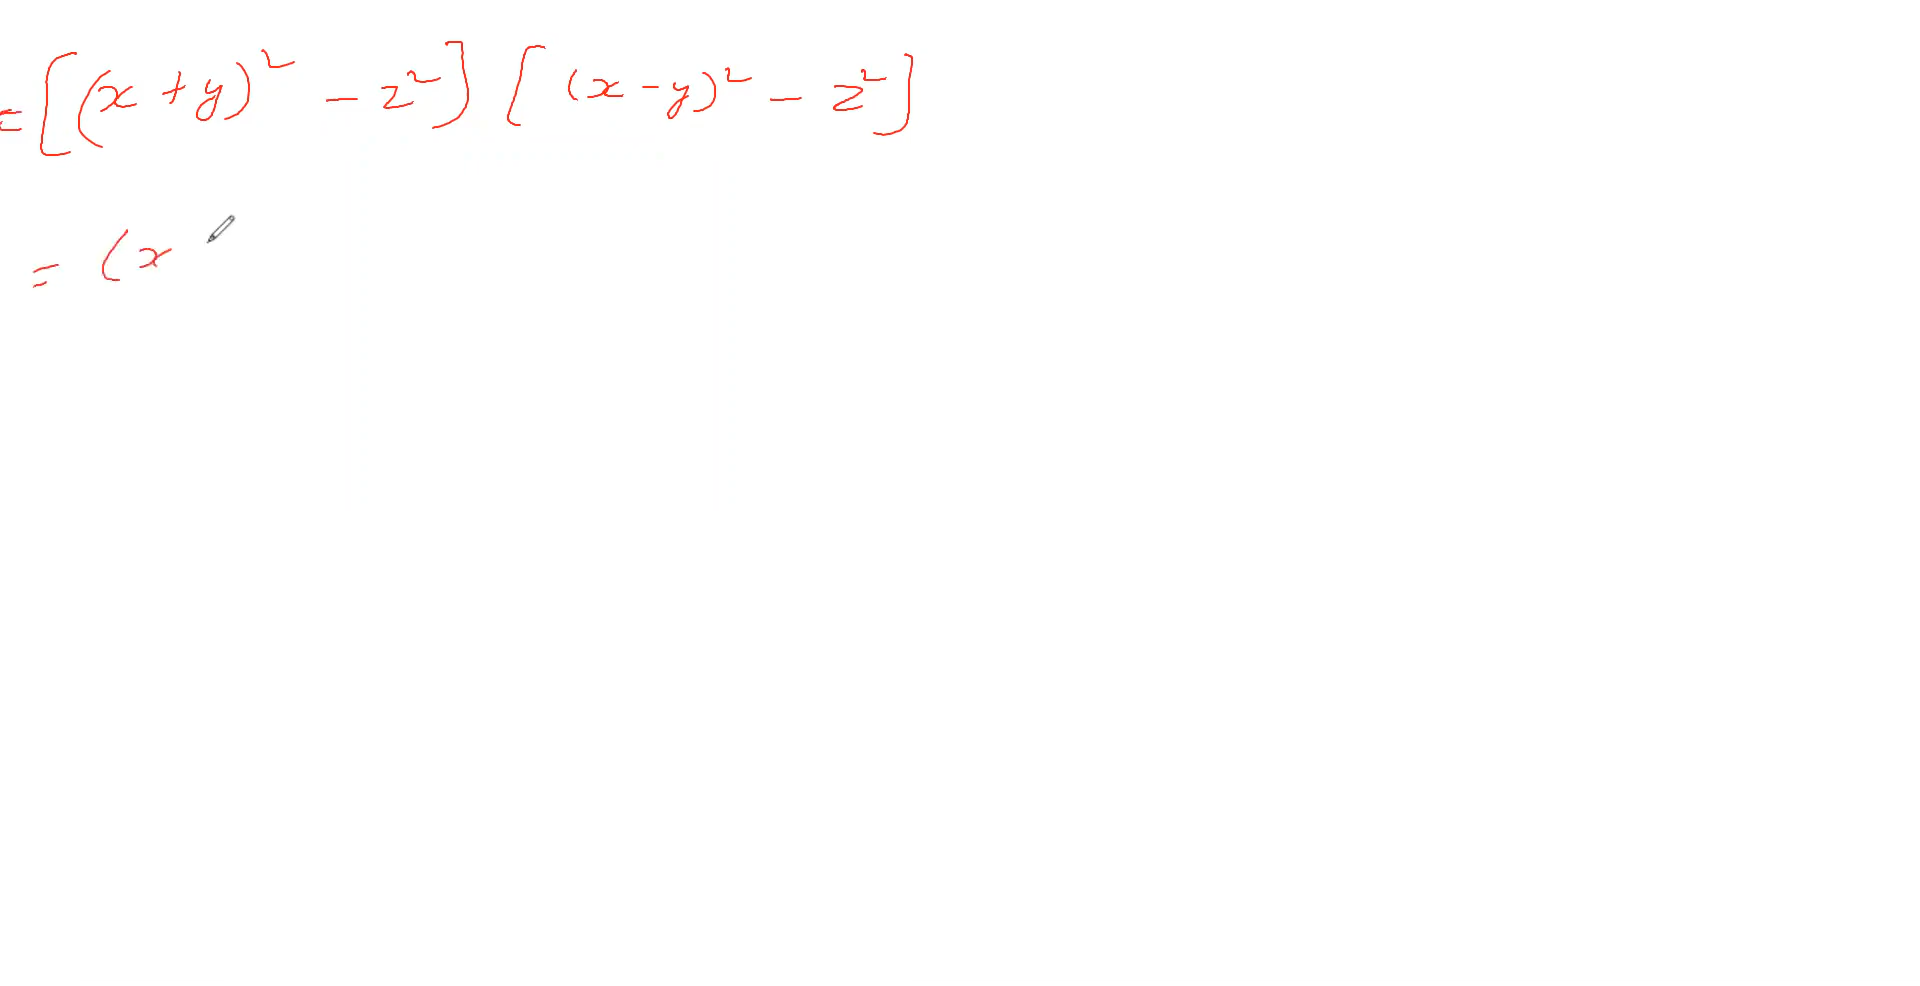 = [(x + y)² - z²] [(x - y)² - z²]
= (x